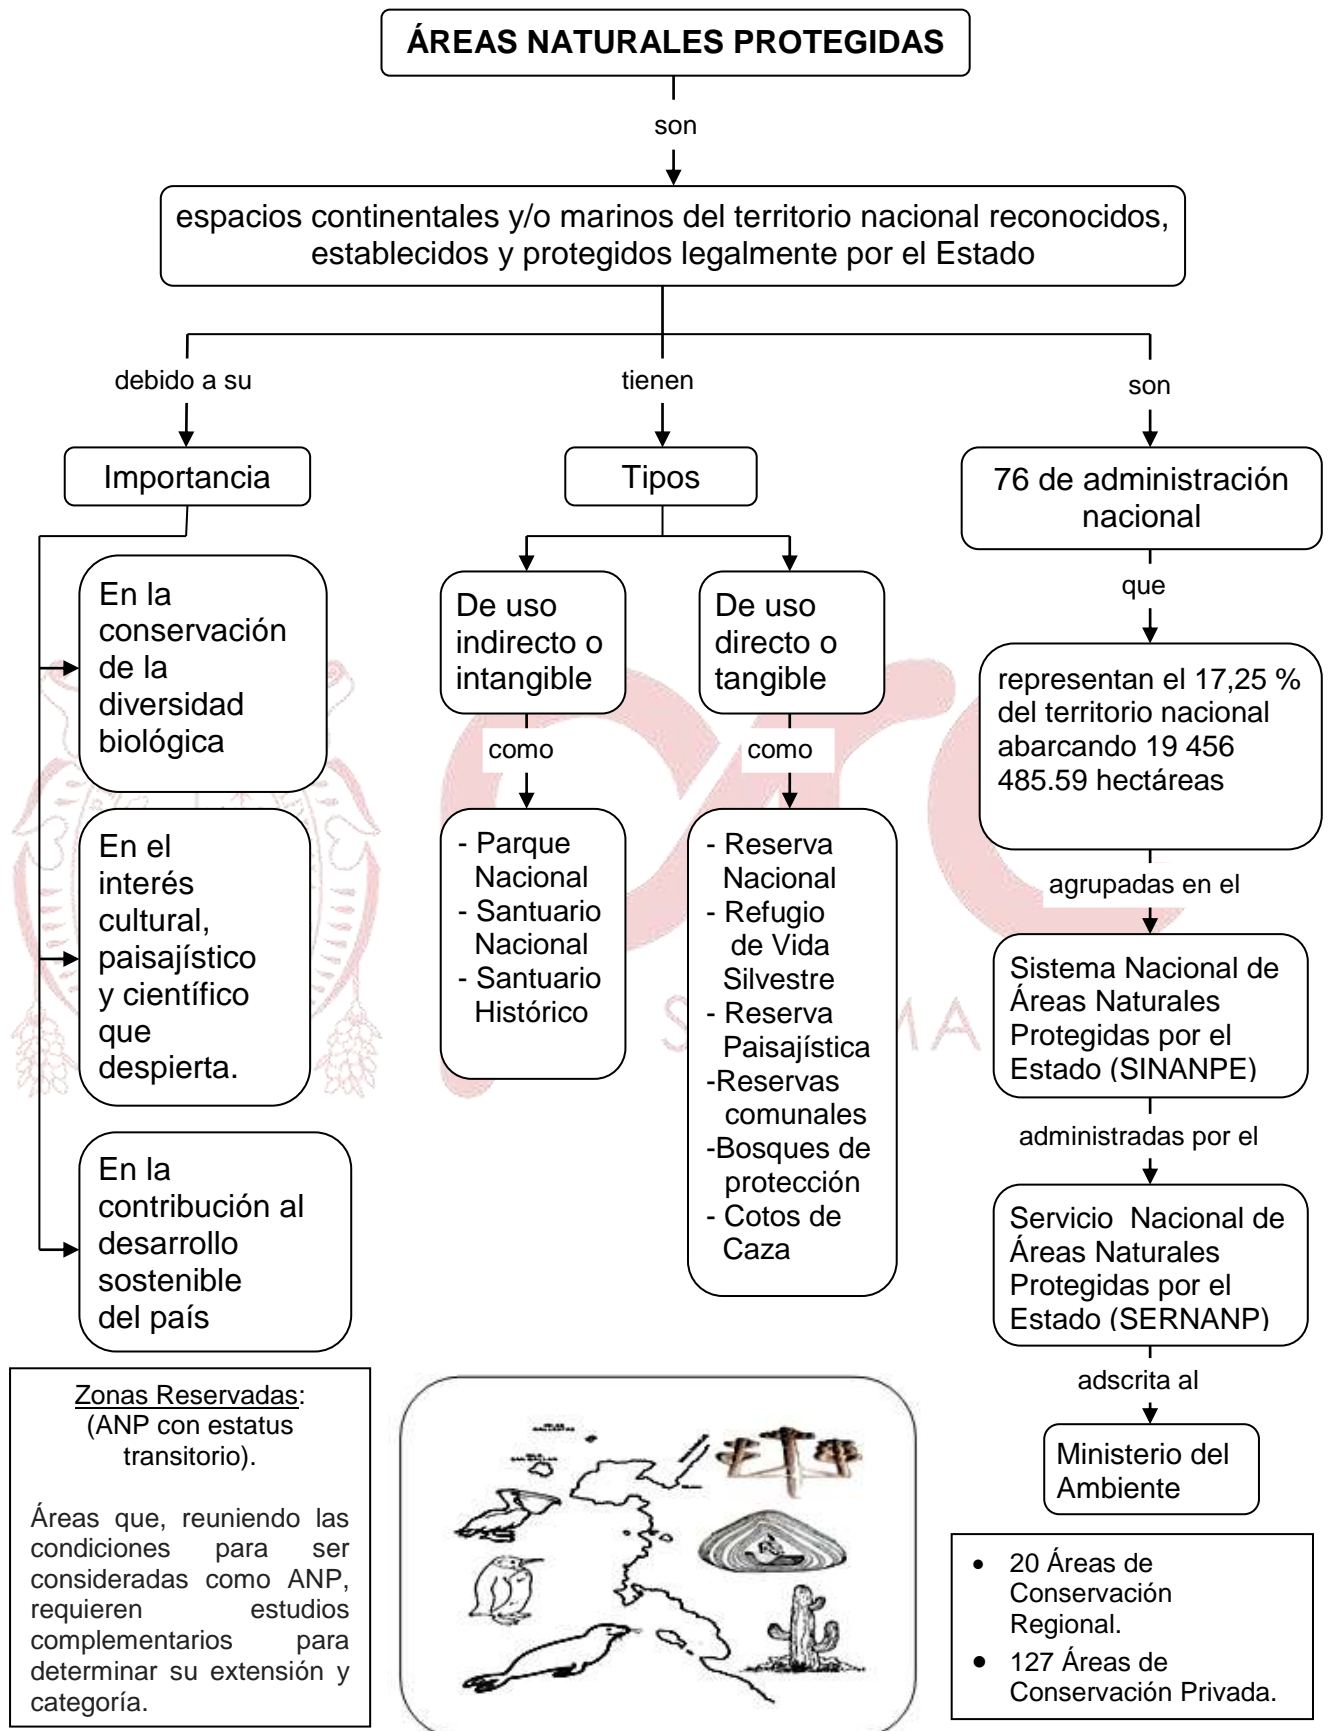 ÁREAS NATURALES PROTEGIDAS
son
espacios continentales y/o marinos del territorio nacional reconocidos,
establecidos y protegidos legalmente por el Estado
debido a su
Importancia
En la
conservación
de la
diversidad
biológica
En el
interés
cultural,
paisajístico
y científico
que
despierta.
En la
contribución al
desarrollo
sostenible
del país
tienen
Tipos
De uso
indirecto o
intangible
como
- Parque
Nacional
- Santuario
Nacional
- Santuario
Histórico
De uso
directo o
tangible
como
- Reserva
Nacional
- Refugio
de Vida
Silvestre
- Reserva
Paisajística
-Reservas
comunales
-Bosques de
protección
- Cotos de
Caza
son
76 de administración
nacional
que
representan el 17,25 %
del territorio nacional
abarcando 19 456
485.59 hectáreas
agrupadas en el
Sistema Nacional de
Áreas Naturales
Protegidas por el
Estado (SINANPE)
administradas por el
Servicio Nacional de
Áreas Naturales
Protegidas por el
Estado (SERNANP)
adscrita al
Ministerio del
Ambiente
Zonas Reservadas:
(ANP con estatus
transitorio).
Áreas que, reuniendo las
condiciones para ser
consideradas como ANP,
requieren estudios
complementarios para
determinar su extensión y
categoría.
• 20 Áreas de
Conservación
Regional.
• 127 Áreas de
Conservación Privada.